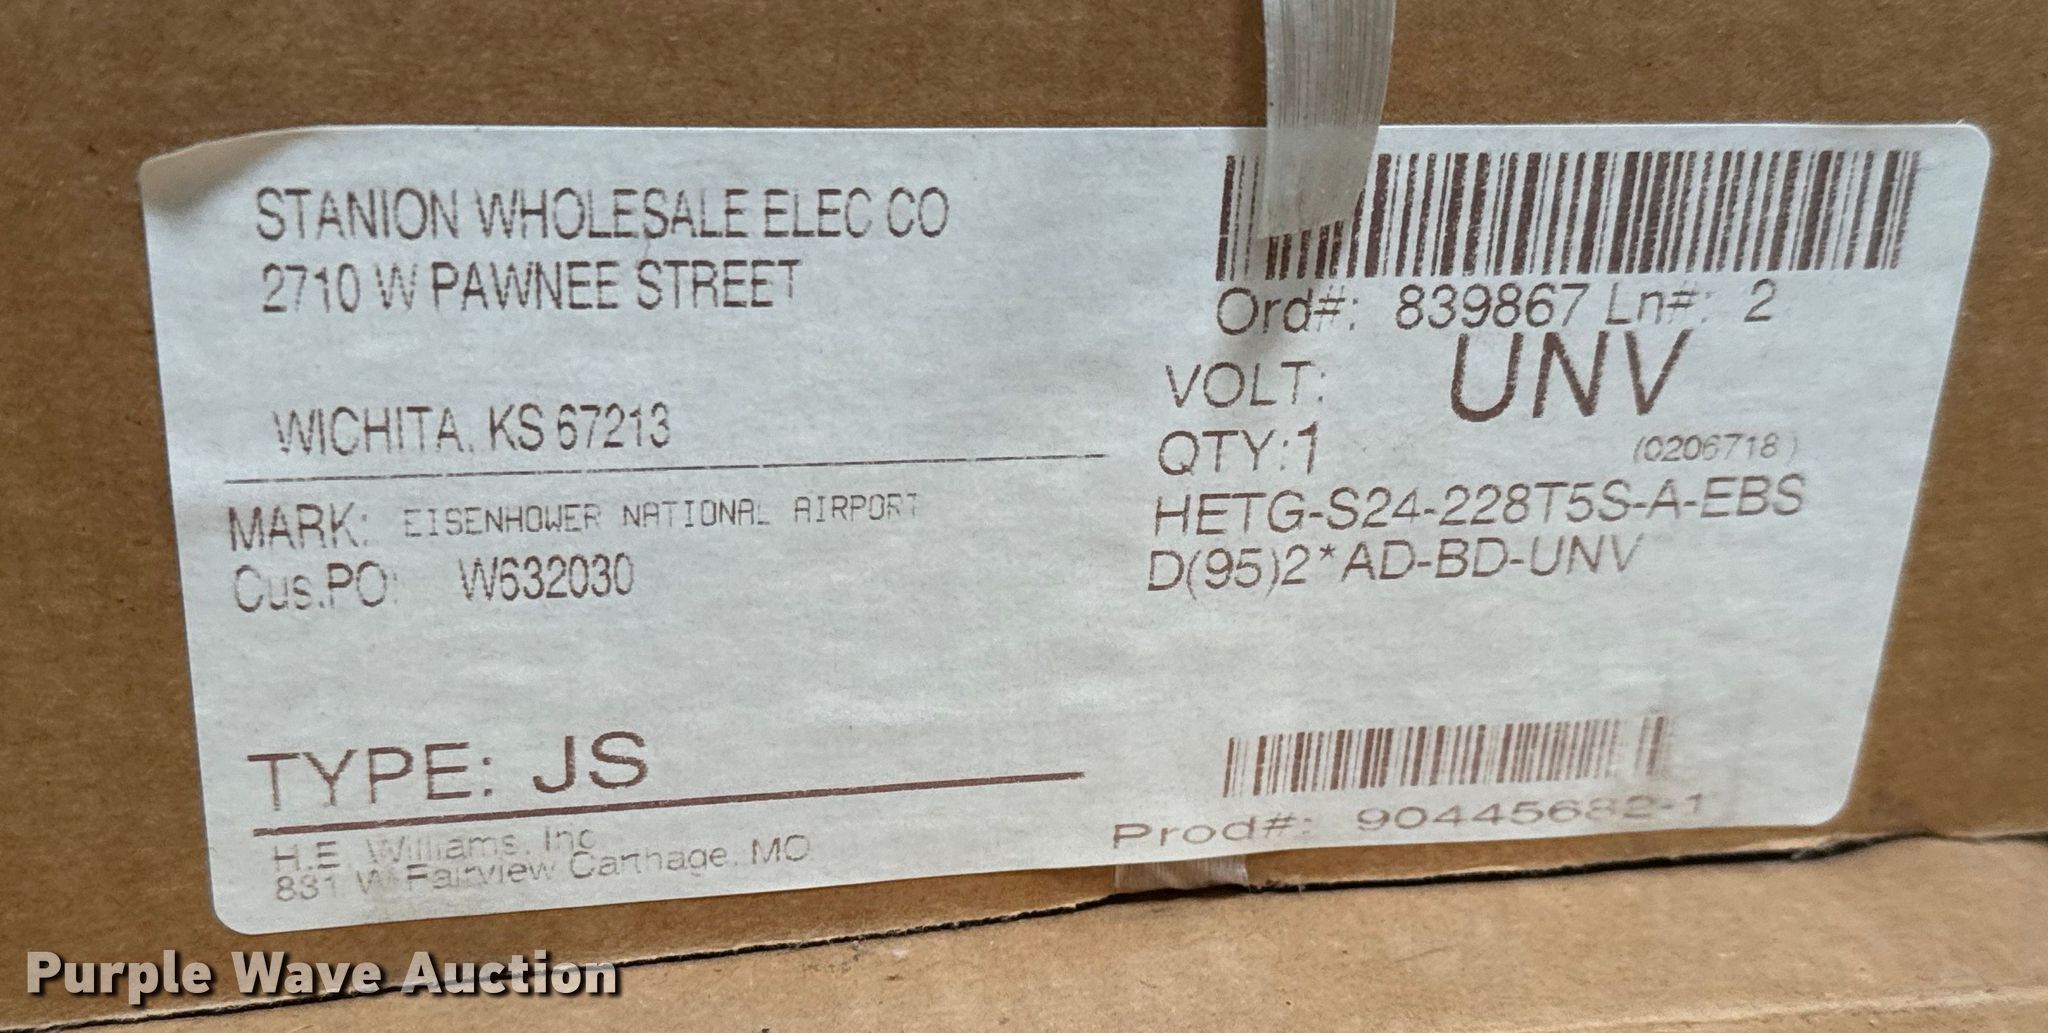 STANION WHOLESALE ELEC CO
2710 W PAWNEE STREET
WICHITA, KS 67213
MARK: EISENHOWER NATIONAL AIRPORT
Cus.PO: W632030
TYPE: JS
H.E. Williams, Inc
831 W Fairview Carthage, MO
Ord#: 839867 Ln#: 2
VOLT: UNV
QTY:1 (0206718)
HETG-S24-228T5S-A-EBS
D(95)2*AD-BD-UNV
Prod#: 90445682-1
Purple Wave Auction